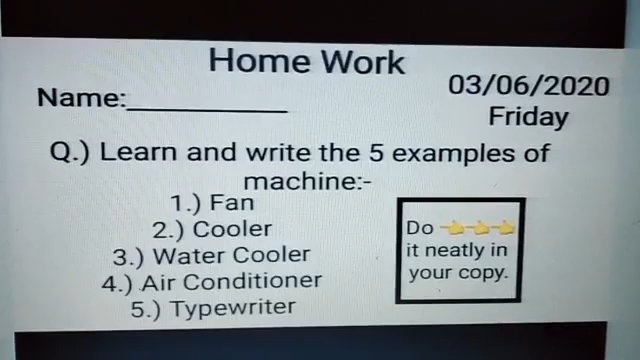 Home Work
Name:____________
03/06/2020
Friday
Q.) Learn and write the 5 examples of
machine:-
1.) Fan
2.) Cooler
3.) Water Cooler
4.) Air Conditioner
5.) Typewriter
Do 👈👈👈
it neatly in
your copy.